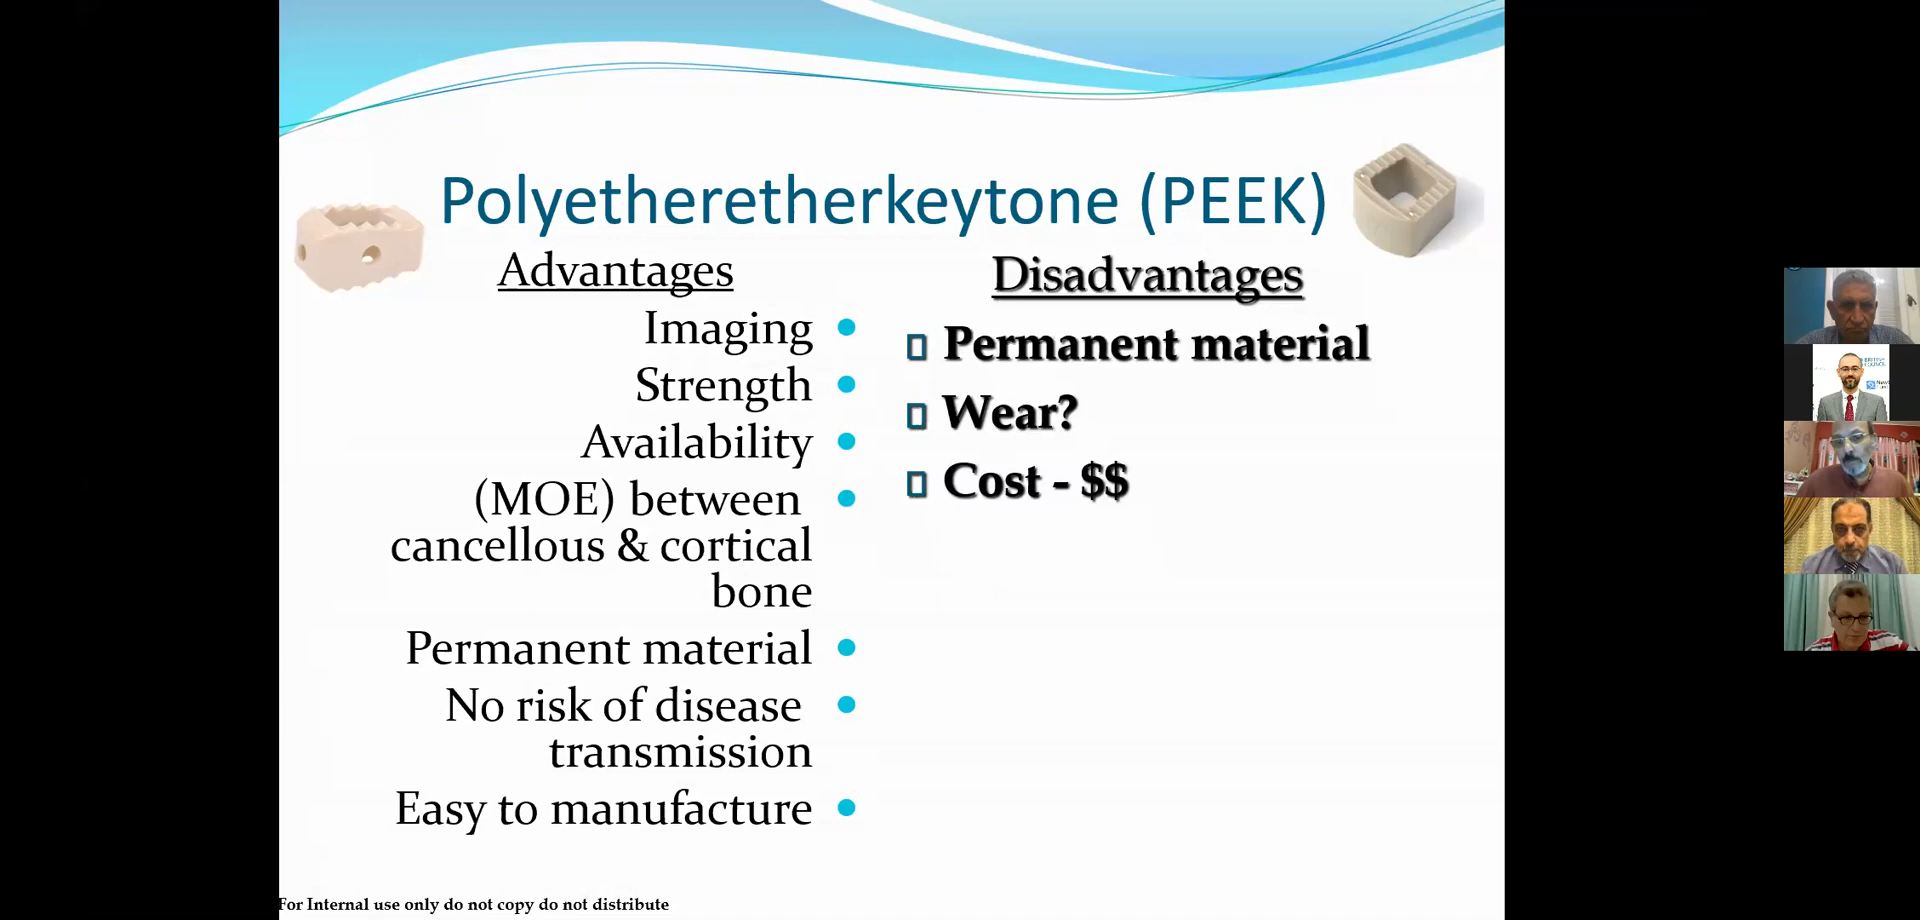 Polyetheretherkeytone (PEEK)
Advantages
Imaging
Strength
Availability
(MOE) between
cancellous & cortical
bone
Permanent material
No risk of disease
transmission
Easy to manufacture
Disadvantages
Permanent material
Wear?
Cost - $$
For Internal use only do not copy do not distribute